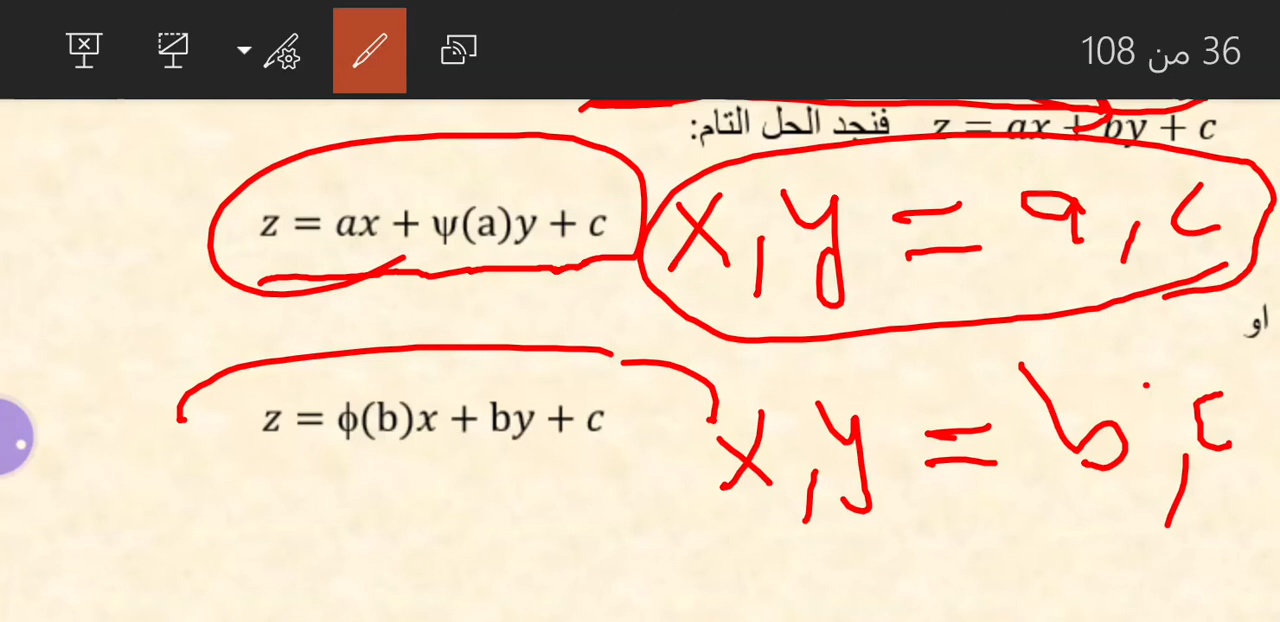 36 من 108
z = ax + by + c فنجد الحل التام:
z = ax + ψ(a)y + c
x, y = a, c
او
z = ϕ(b)x + by + c
x, y = b, c